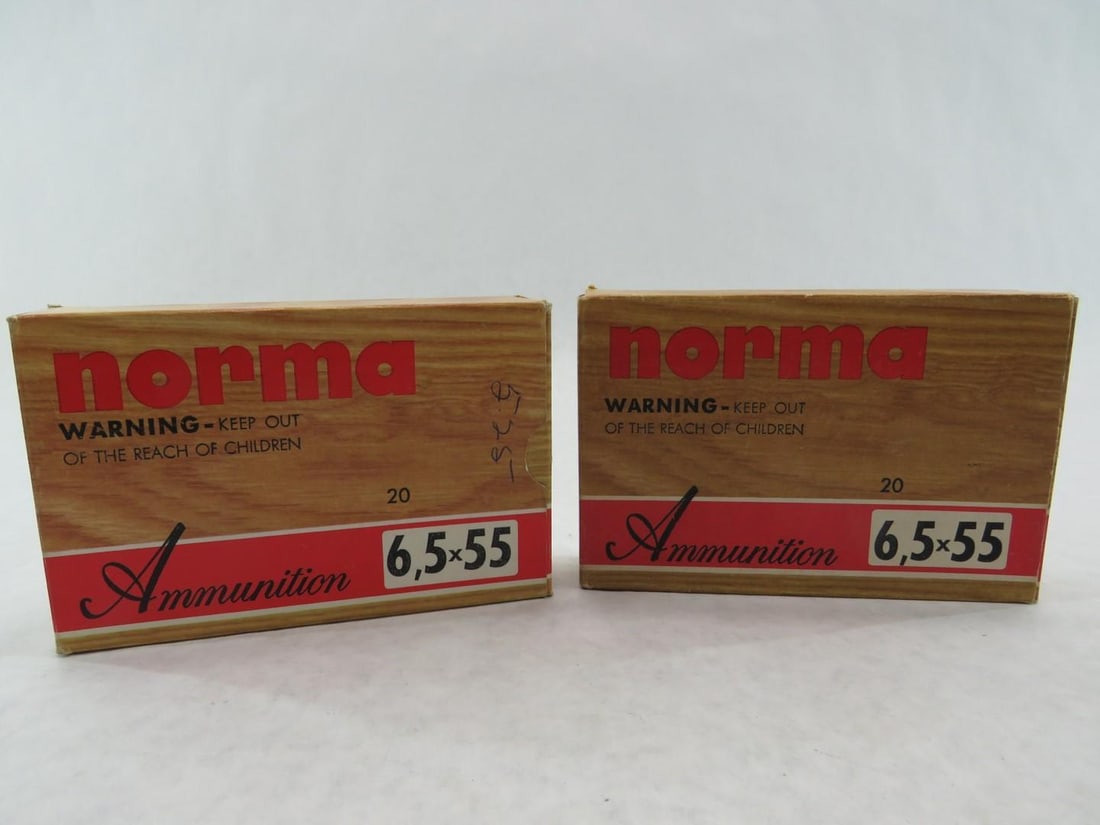 norma
WARNING - KEEP OUT
OF THE REACH OF CHILDREN
20
Ammunition
6,5x55
norma
WARNING - KEEP OUT
OF THE REACH OF CHILDREN
20
Ammunition
6,5x55